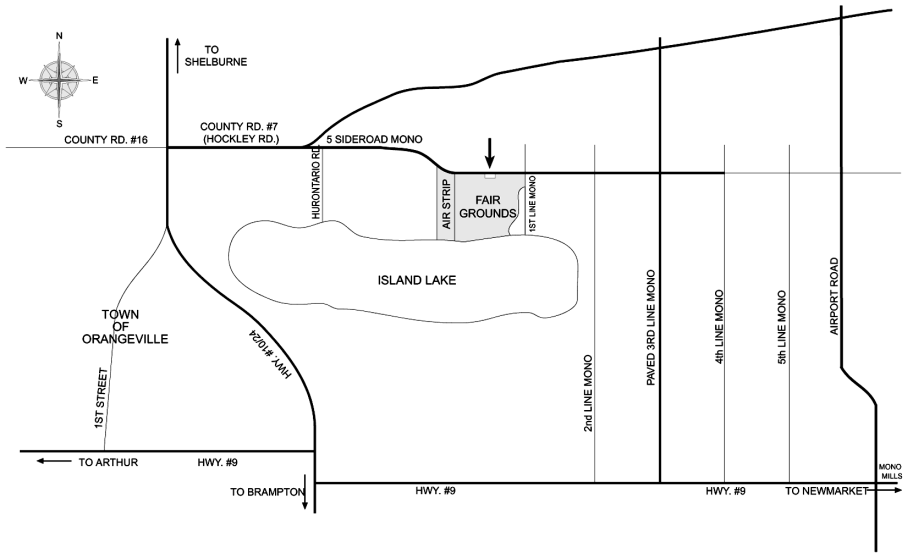 N
W
E
S
TO
SHELBURNE
COUNTY RD. #16
COUNTY RD. #7
(HOCKLEY RD.)
5 SIDEROAD MONO
HURONTARIO RD.
AIR STRIP
FAIR
GROUNDS
1ST LINE MONO
ISLAND LAKE
TOWN
OF
ORANGEVILLE
1ST STREET
HWY. #10/24
2nd LINE MONO
PAVED 3RD LINE MONO
4th LINE MONO
5th LINE MONO
AIRPORT ROAD
TO ARTHUR
HWY. #9
TO BRAMPTON
HWY. #9
HWY. #9
TO NEWMARKET
MONO
MILLS